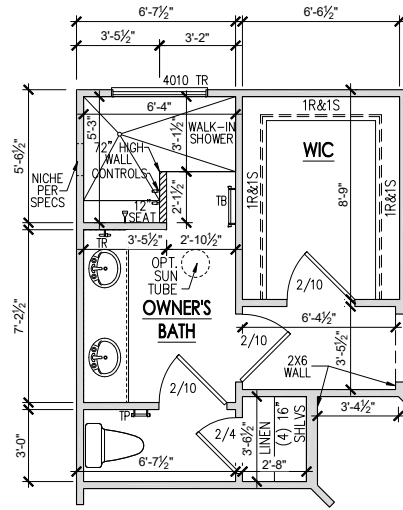 6'-7½"
6'-6½"
3'-5½"
3'-2"
4010 TR
6'-4"
5'-3"
3'-1½"
WALK-IN
SHOWER
1R&1S
WIC
72" HIGH
WALL
CONTROLS
5'-6½"
NICHE
PER
SPECS
1R&1S
8'-9"
1R&1S
2'-1½"
TB
12"
SEAT
TR
3'-5½"
2'-10½"
OPT.
SUN
TUBE
2/10
7'-2½"
OWNER'S
BATH
6'-4½"
2/10
3'-5½"
2X6
WALL
2/10
3'-4½"
TP
2/4
3'-0"
3'-6½"
LINEN
(4) 16"
SHLVS
6'-7½"
2'-8"